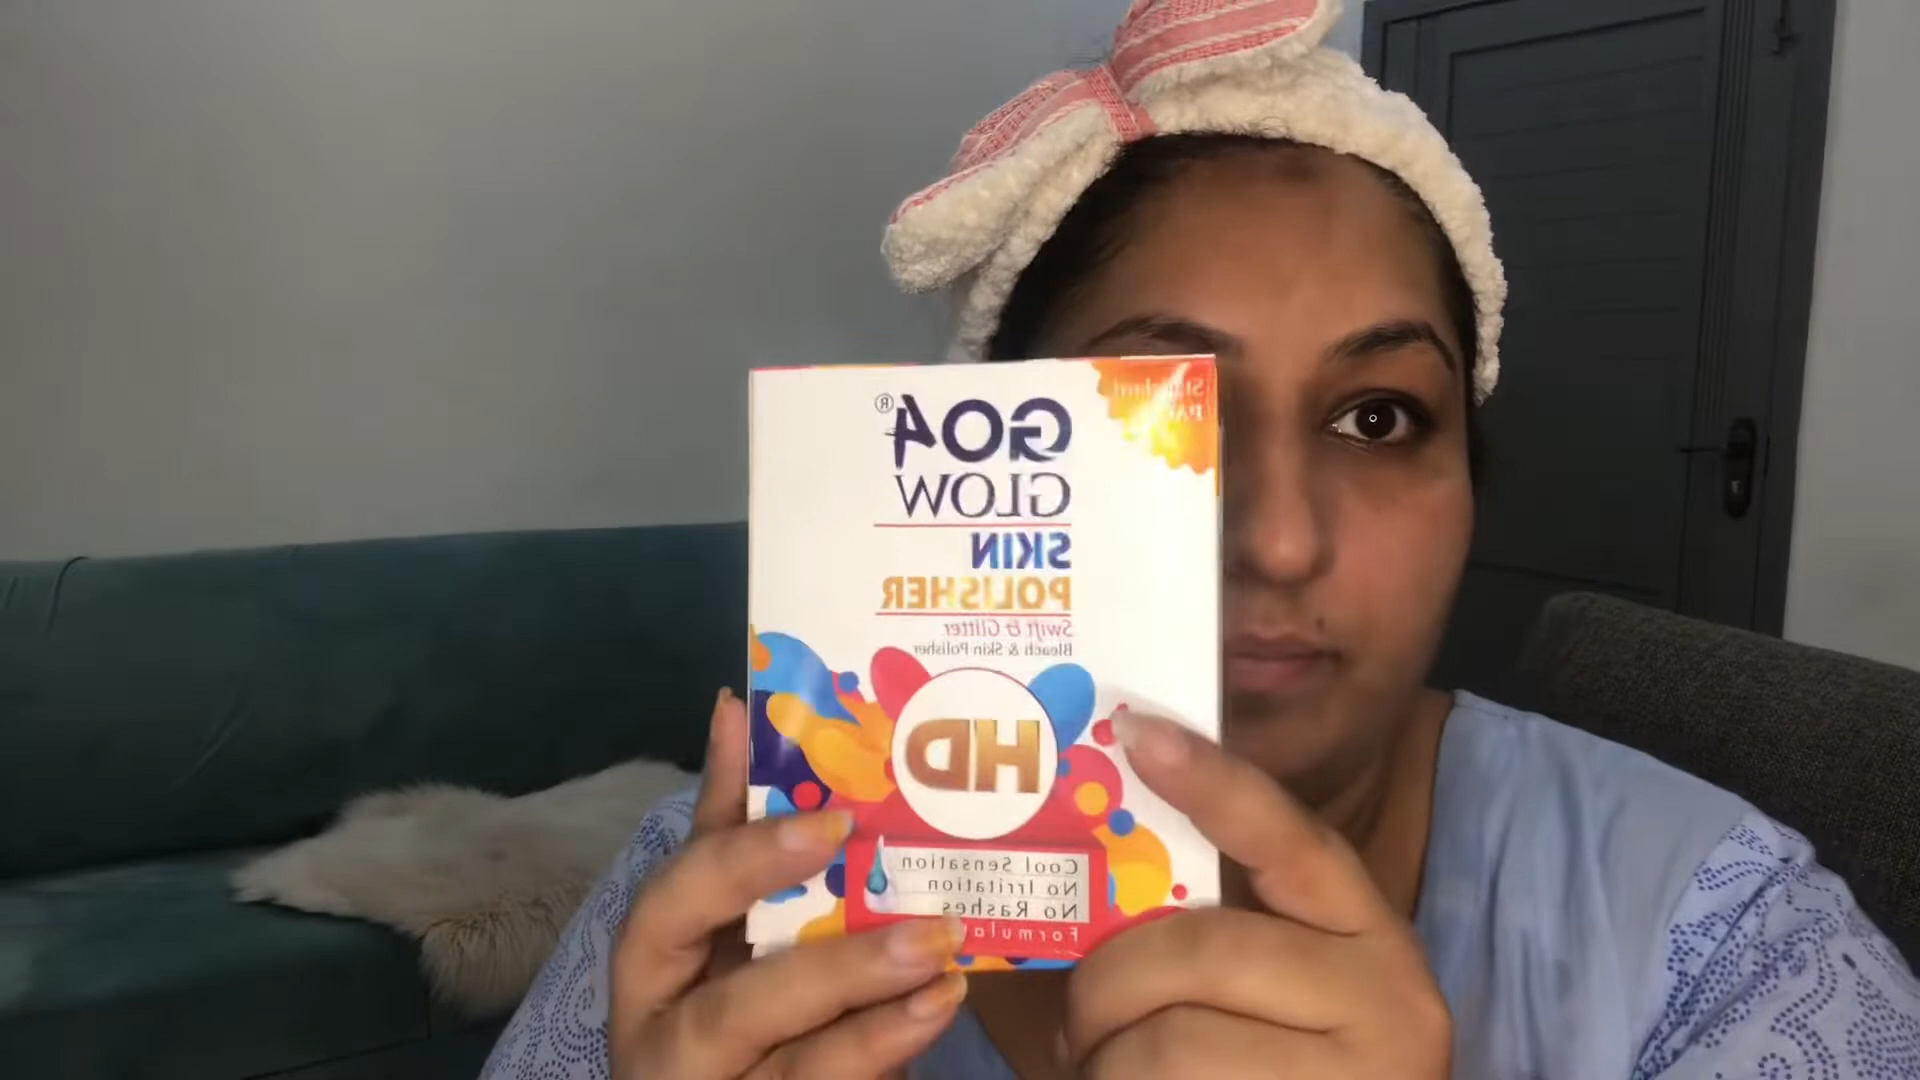 GO4®
GLOW
SKIN
POLISHER
Swift & Glitter
Bleach & Skin Polisher
HD
Cool Sensation
No Irritation
No Rashes